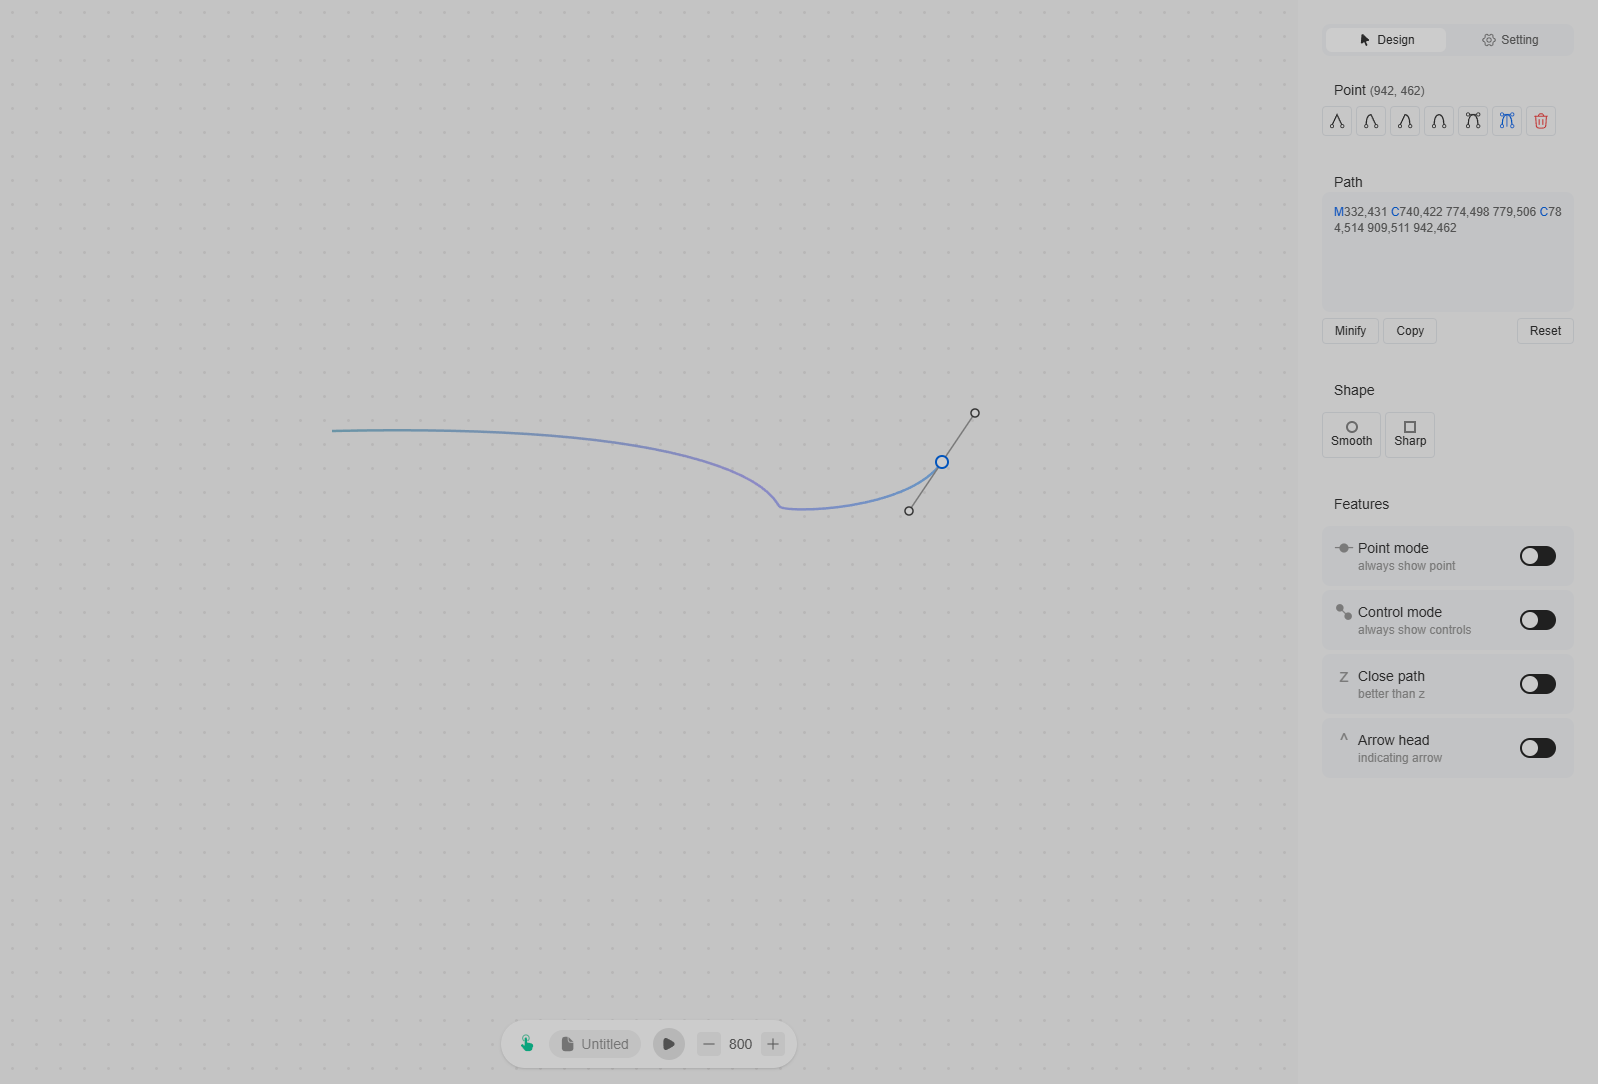 Design
Setting
Point (942, 462)
Path
M332,431 C740,422 774,498 779,506 C78
4,514 909,511 942,462
Minify
Copy
Reset
Shape
Smooth
Sharp
Features
Point mode
always show point
Control mode
always show controls
Z
Close path
better than z
^
Arrow head
indicating arrow
Untitled
800